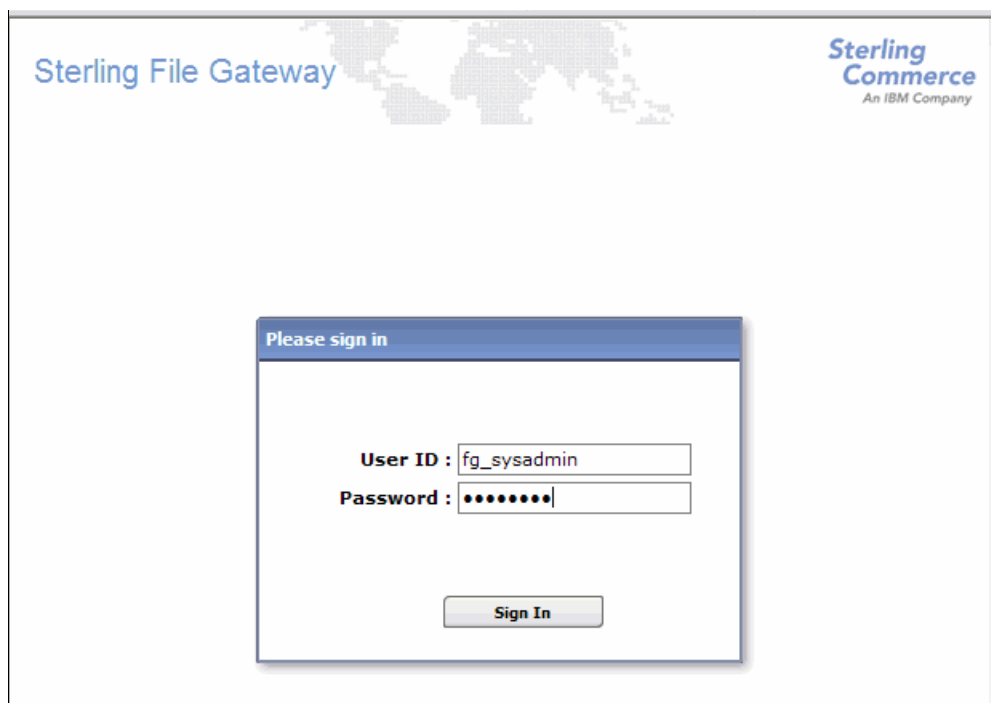 Sterling File Gateway
Sterling
Commerce
An IBM Company
Please sign in
User ID : fg_sysadmin
Password : ●●●●●●●●
Sign In